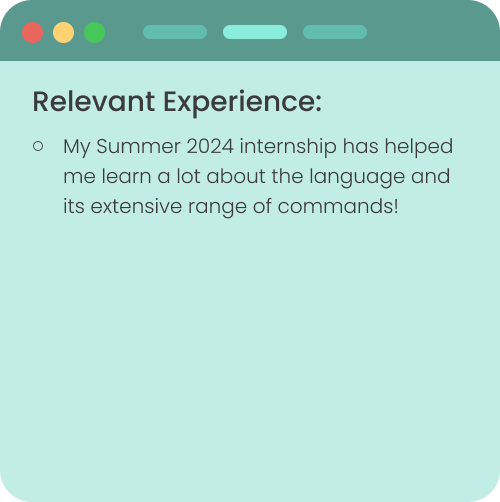 Relevant Experience:
○ My Summer 2024 internship has helped
me learn a lot about the language and
its extensive range of commands!